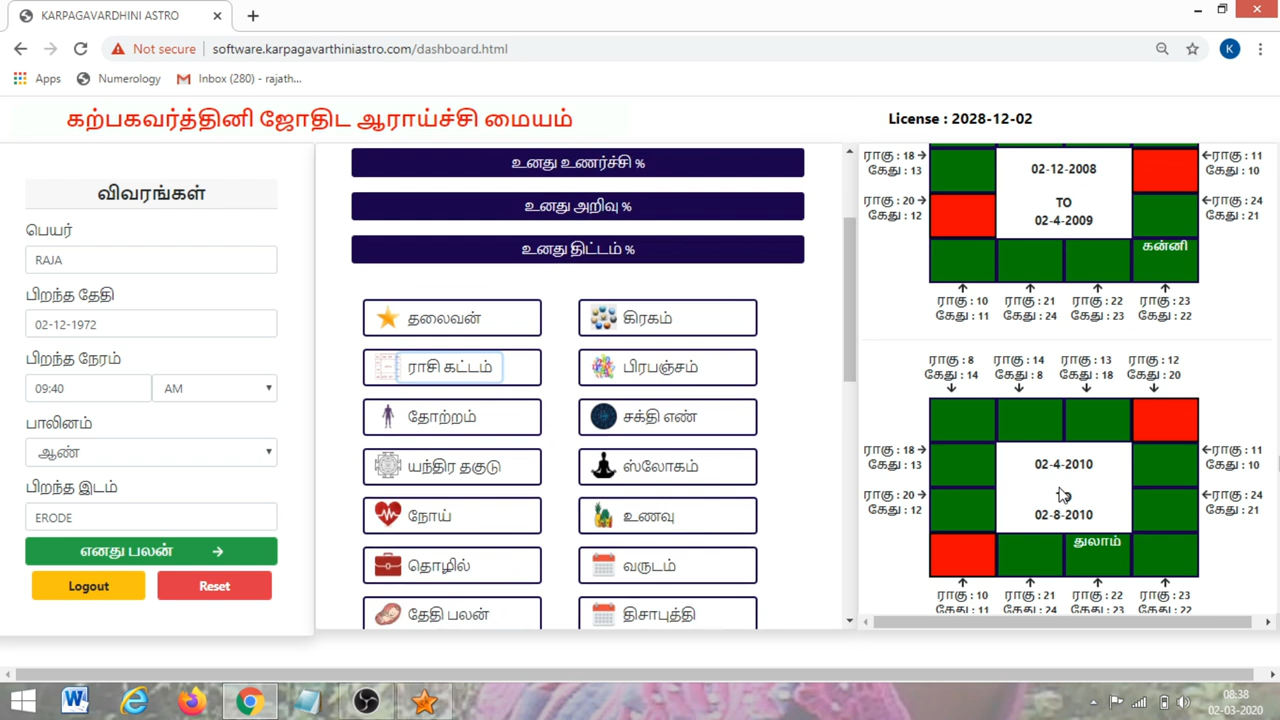 KARPAGAVARDHINI ASTRO
Not secure
software.karpagavarthiniastro.com/dashboard.html
K
Apps
Numerology
Inbox (280) - rajath...
கற்பகவர்த்தினி ஜோதிட ஆராய்ச்சி மையம்
License : 2028-12-02
விவரங்கள்
பெயர்
RAJA
பிறந்த தேதி
02-12-1972
பிறந்த நேரம்
09:40
AM
பாலினம்
ஆண்
பிறந்த இடம்
ERODE
எனது பலன் →
Logout
Reset
உனது உணர்ச்சி %
உனது அறிவு %
உனது திட்டம் %
தலைவன்
கிரகம்
ராசி கட்டம்
பிரபஞ்சம்
தோற்றம்
சக்தி எண்
யந்திர தகுடு
ஸ்லோகம்
நோய்
உணவு
தொழில்
வருடம்
தேதி பலன்
திசாபுத்தி
ராகு : 18
கேது : 13
ராகு : 20
கேது : 12
02-12-2008
TO
02-4-2009
கன்னி
ராகு : 11
கேது : 10
ராகு : 24
கேது : 21
ராகு : 10
கேது : 11
ராகு : 21
கேது : 24
ராகு : 22
கேது : 23
ராகு : 23
கேது : 22
ராகு : 8
கேது : 14
ராகு : 14
கேது : 8
ராகு : 13
கேது : 18
ராகு : 12
கேது : 20
ராகு : 18
கேது : 13
ராகு : 20
கேது : 12
02-4-2010
02-8-2010
துலாம்
ராகு : 11
கேது : 10
ராகு : 24
கேது : 21
ராகு : 10
கேது : 11
ராகு : 21
கேது : 24
ராகு : 22
கேது : 23
ராகு : 23
கேது : 22
08:38
02-03-2020